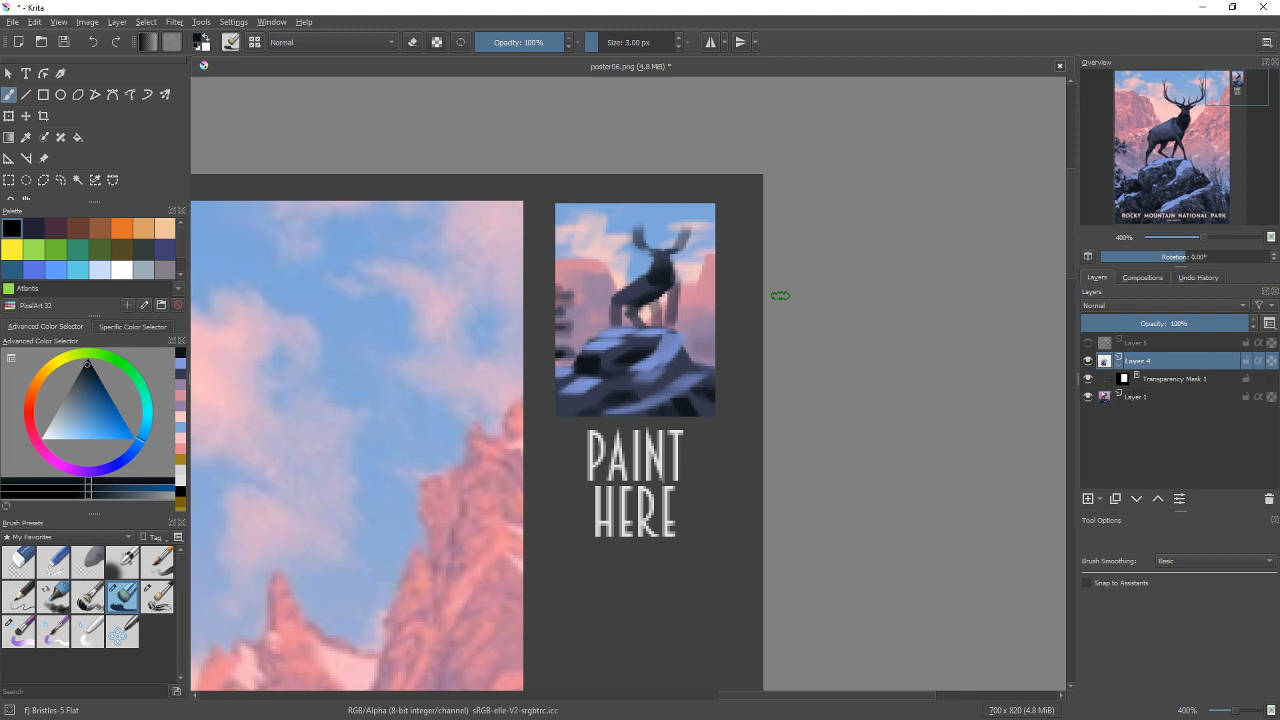 * - Krita
File Edit View Image Layer Select Filter Tools Settings Window Help
Normal Opacity: 100% Size: 3.00 px
poster06.png (4.8 MiB) *
Overview
ROCKY MOUNTAIN NATIONAL PARK
400%
Rotation: 0.00°
Layers Compositions Undo History
Layers
Normal
Opacity: 100%
Layer 5
Layer 4
Transparency Mask 1
Layer 1
Tool Options
Brush Smoothing: Basic
Snap to Assistants
Palette
Atlantis
PixelArt 32
Advanced Color Selector Specific Color Selector
Advanced Color Selector
Brush Presets
My Favorites Tag
Search
PAINT
HERE
f) Bristles-5 Flat
RGB/Alpha (8-bit integer/channel) sRGB-elle-V2-srgbtrc.icc
700 x 820 (4.8 MiB)
400%